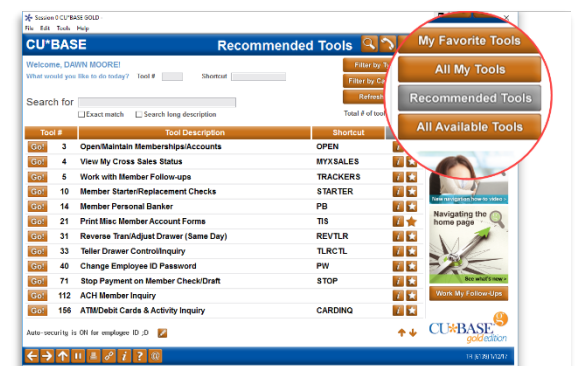 Session 0 CU*BASE GOLD
File Edit Tools Help
CU*BASE
Recommended Tools
Welcome, DAWN MOORE!
What would you like to do today? Tool # Shortcut
Search for
Exact match Search long description
Filter by
Filter by Ca
Refresh
Total # of tool
My Favorite Tools
All My Tools
Recommended Tools
All Available Tools
Tool # Tool Description Shortcut
Go! 3 Open/Maintain Memberships/Accounts OPEN
Go! 4 View My Cross Sales Status MYXSALES
Go! 5 Work with Member Follow-ups TRACKERS
Go! 10 Member Starter/Replacement Checks STARTER
Go! 14 Member Personal Banker PB
Go! 21 Print Misc Member Account Forms TIS
Go! 31 Reverse Tran/Adjust Drawer (Same Day) REVTLR
Go! 33 Teller Drawer Control/Inquiry TLRCTL
Go! 40 Change Employee ID Password PW
Go! 71 Stop Payment on Member Check/Draft STOP
Go! 112 ACH Member Inquiry
Go! 156 ATM/Debit Cards & Activity Inquiry CARDINQ
New navigation how-to video
Navigating the home page
See what's new
Work My Follow-Ups
Auto-security is ON for employee ID ;D
CU*BASE
gold edition